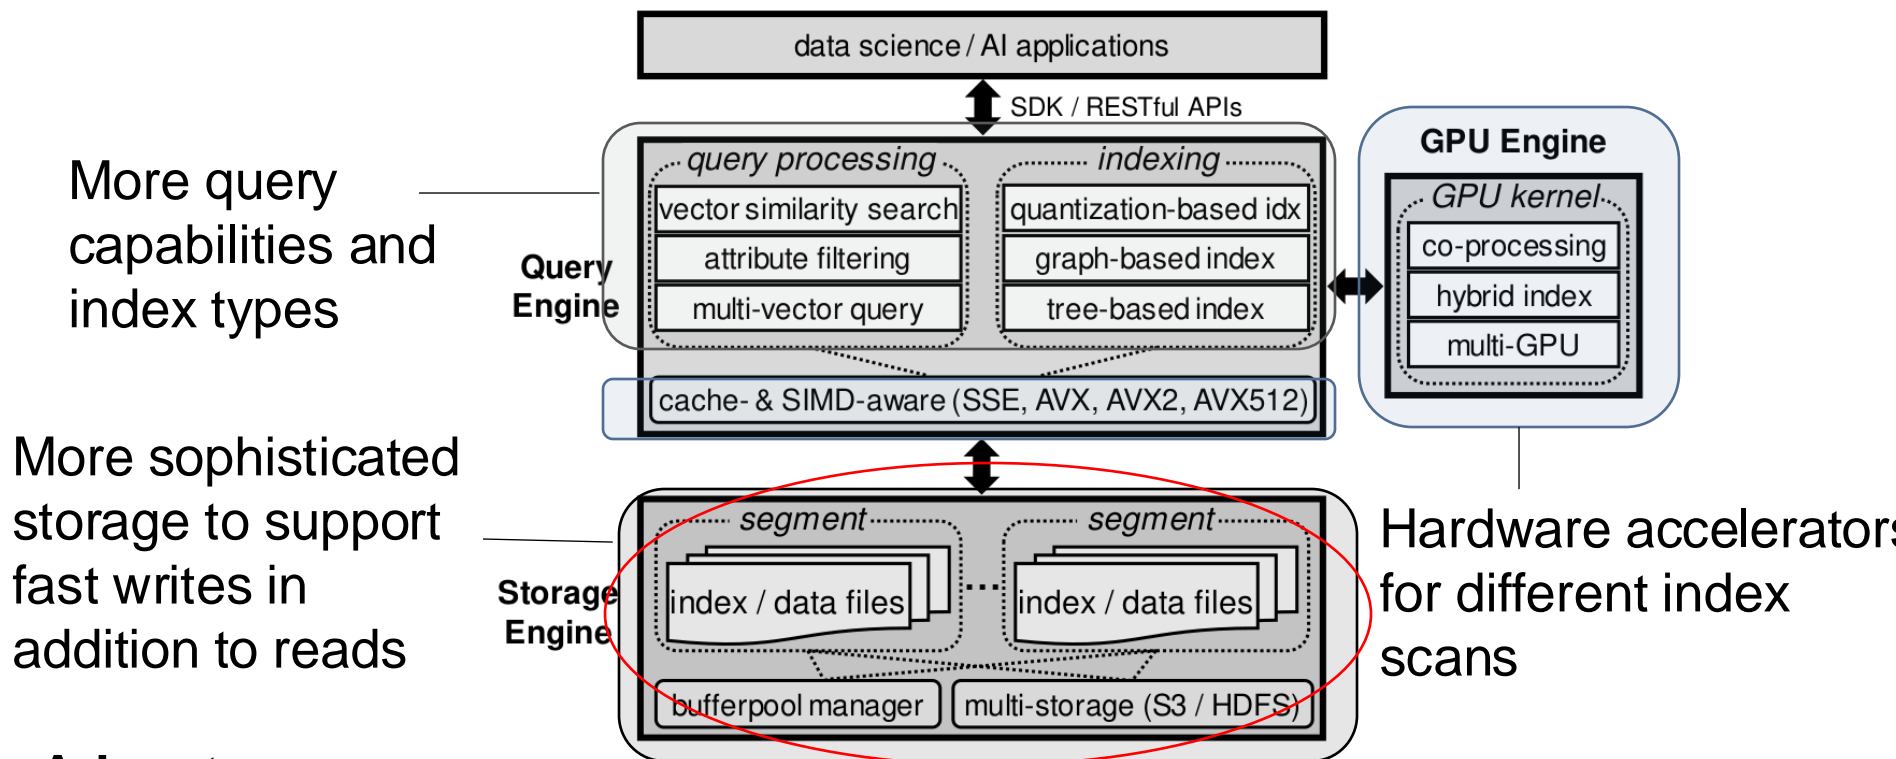 data science / AI applications
SDK / RESTful APIs
More query
capabilities and
index types
Query
Engine
query processing
vector similarity search
attribute filtering
multi-vector query
indexing
quantization-based idx
graph-based index
tree-based index
cache- & SIMD-aware (SSE, AVX, AVX2, AVX512)
GPU Engine
GPU kernel
co-processing
hybrid index
multi-GPU
More sophisticated
storage to support
fast writes in
addition to reads
Storage
Engine
segment
index / data files
...
segment
index / data files
bufferpool manager
multi-storage (S3 / HDFS)
Hardware accelerators
for different index
scans